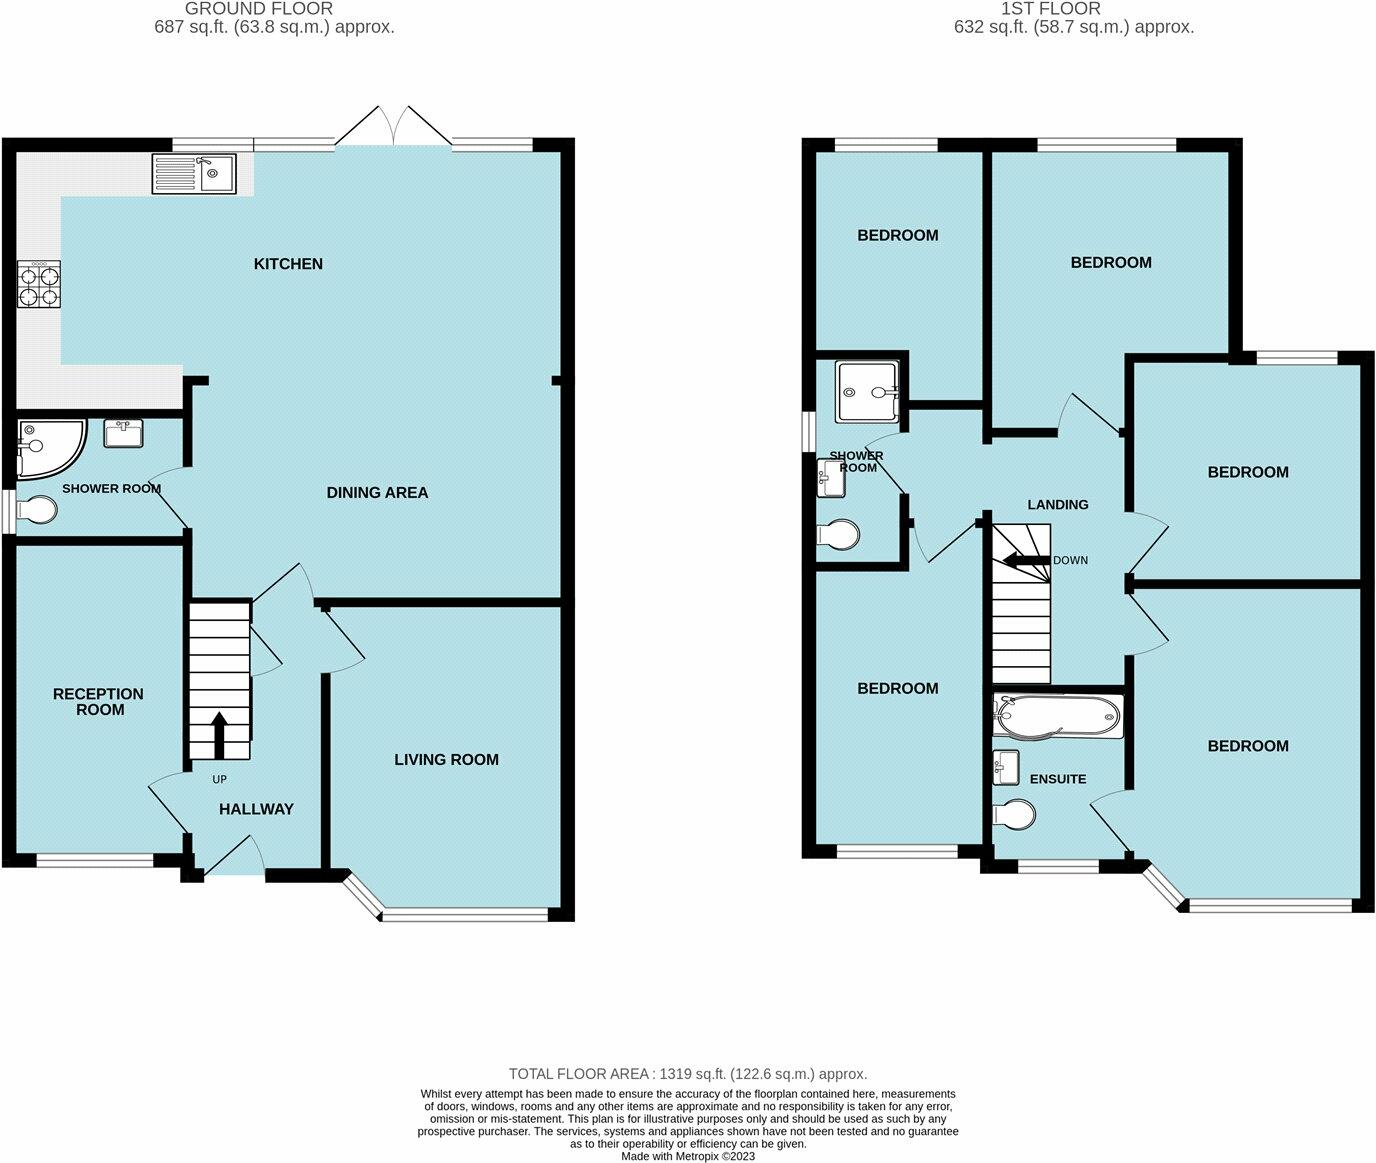 GROUND FLOOR
687 sq.ft. (63.8 sq.m.) approx.
KITCHEN
DINING AREA
SHOWER ROOM
RECEPTION
ROOM
LIVING ROOM
UP
HALLWAY
1ST FLOOR
632 sq.ft. (58.7 sq.m.) approx.
BEDROOM
BEDROOM
SHOWER
ROOM
BEDROOM
LANDING
DOWN
BEDROOM
BEDROOM
ENSUITE
TOTAL FLOOR AREA : 1319 sq.ft. (122.6 sq.m.) approx.
Whilst every attempt has been made to ensure the accuracy of the floorplan contained here, measurements
of doors, windows, rooms and any other items are approximate and no responsibility is taken for any error,
omission or mis-statement. This plan is for illustrative purposes only and should be used as such by any
prospective purchaser. The services, systems and appliances shown have not been tested and no guarantee
as to their operability or efficiency can be given.
Made with Metropix ©2023